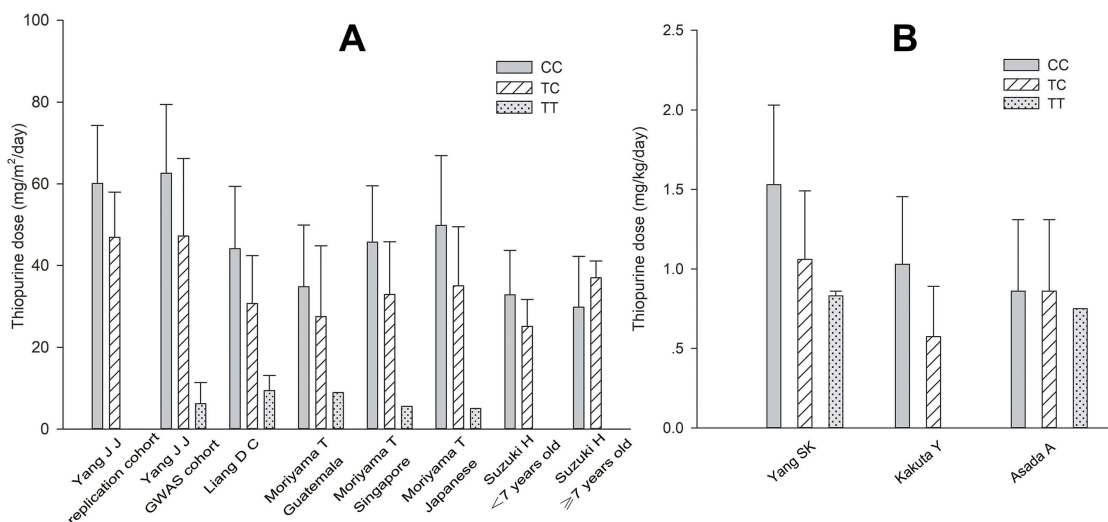 A
Thiopurine dose (mg/m²/day)
100
80
60
40
20
0
CC
TC
TT
Yang J J
replication cohort
Yang J J
GWAS cohort
Liang D C
Moriyama T
Guatemala
Moriyama T
Singapore
Moriyama T
Japanese
Suzuki H
<7 years old
Suzuki H
⩾7 years old
B
Thiopurine dose (mg/kg/day)
2.5
2.0
1.5
1.0
.5
0.0
CC
TC
TT
Yang SK
Kakuta Y
Asada A